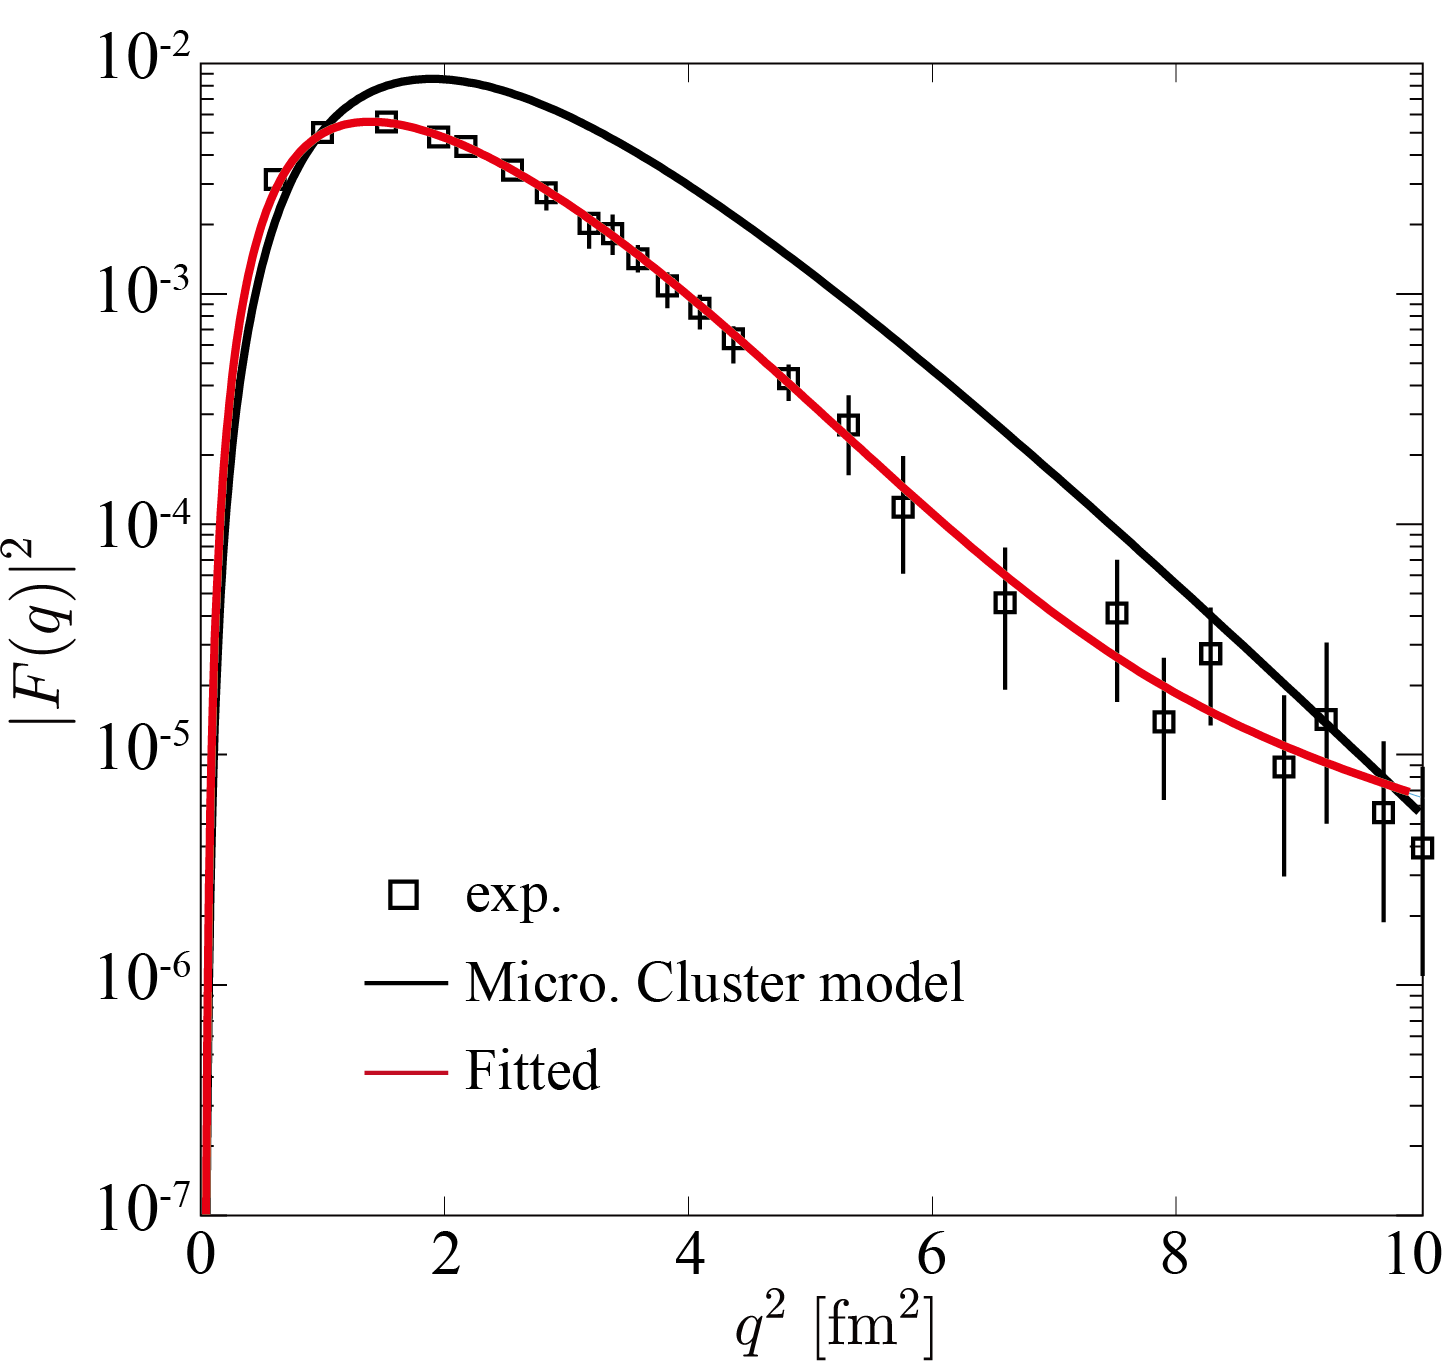 10⁻²
10⁻³
10⁻⁴
10⁻⁵
10⁻⁶
10⁻⁷
|F(q)|²
exp.
Micro. Cluster model
Fitted
0 2 4 6 8 10
q² [fm²]